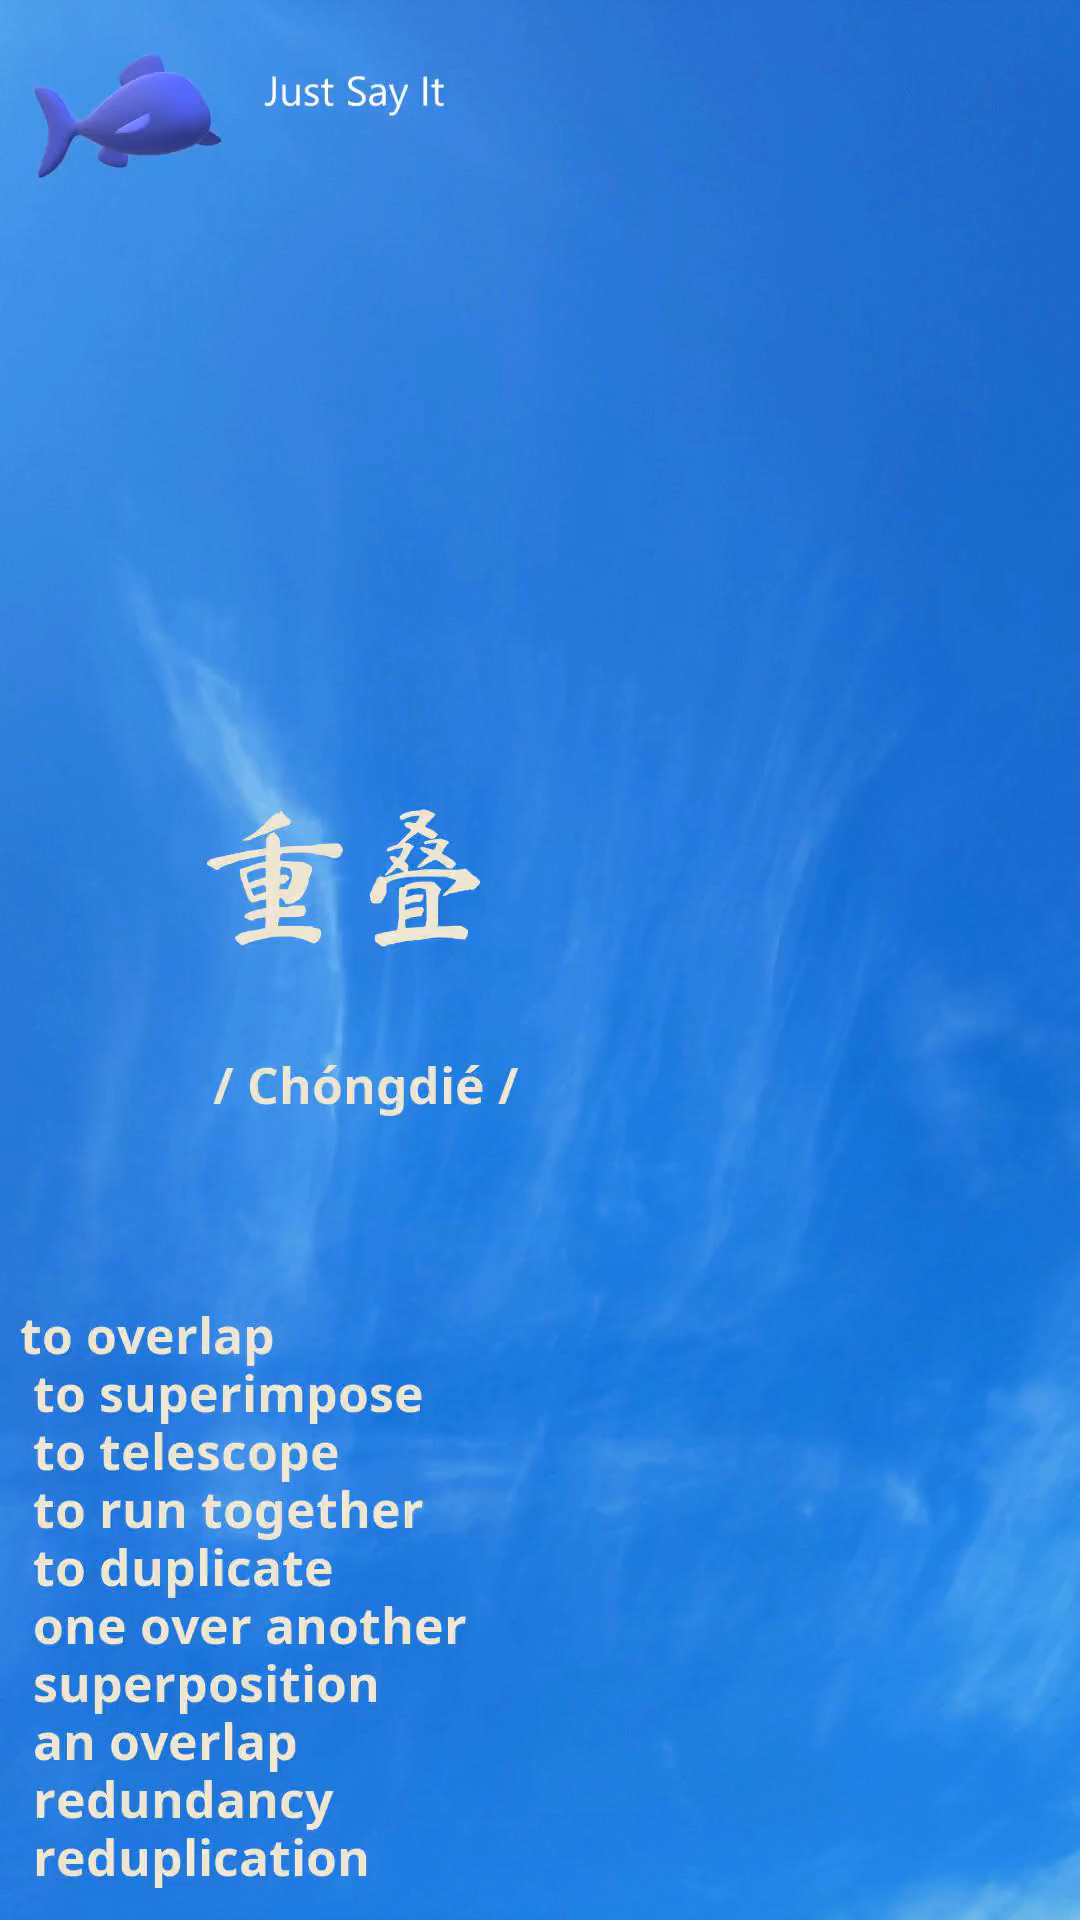 Just Say It
重叠
/ Chóngdié /
to overlap
to superimpose
to telescope
to run together
to duplicate
one over another
superposition
an overlap
redundancy
reduplication